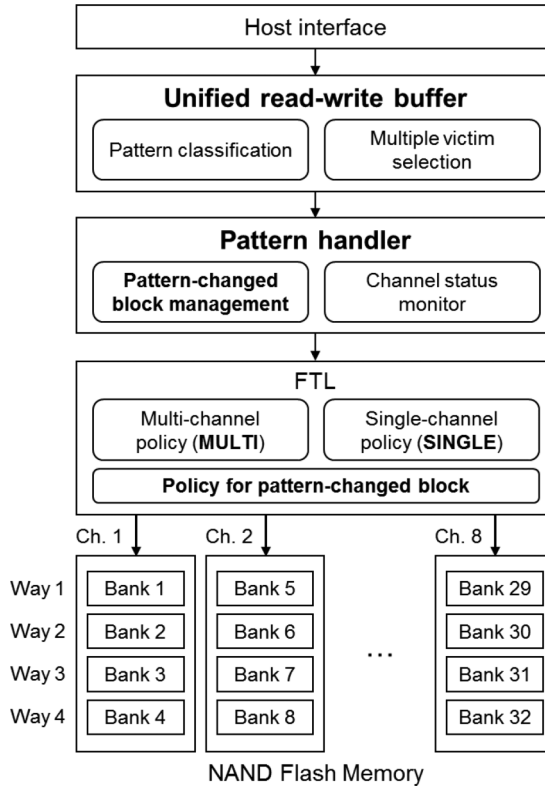 Host interface
Unified read-write buffer
Pattern classification
Multiple victim
selection
Pattern handler
Pattern-changed
block management
Channel status
monitor
FTL
Multi-channel
policy (MULTI)
Single-channel
policy (SINGLE)
Policy for pattern-changed block
Ch. 1
Ch. 2
Ch. 8
Way 1
Bank 1
Bank 5
Bank 29
Way 2
Bank 2
Bank 6
Bank 30
Way 3
Bank 3
Bank 7
...
Bank 31
Way 4
Bank 4
Bank 8
Bank 32
NAND Flash Memory